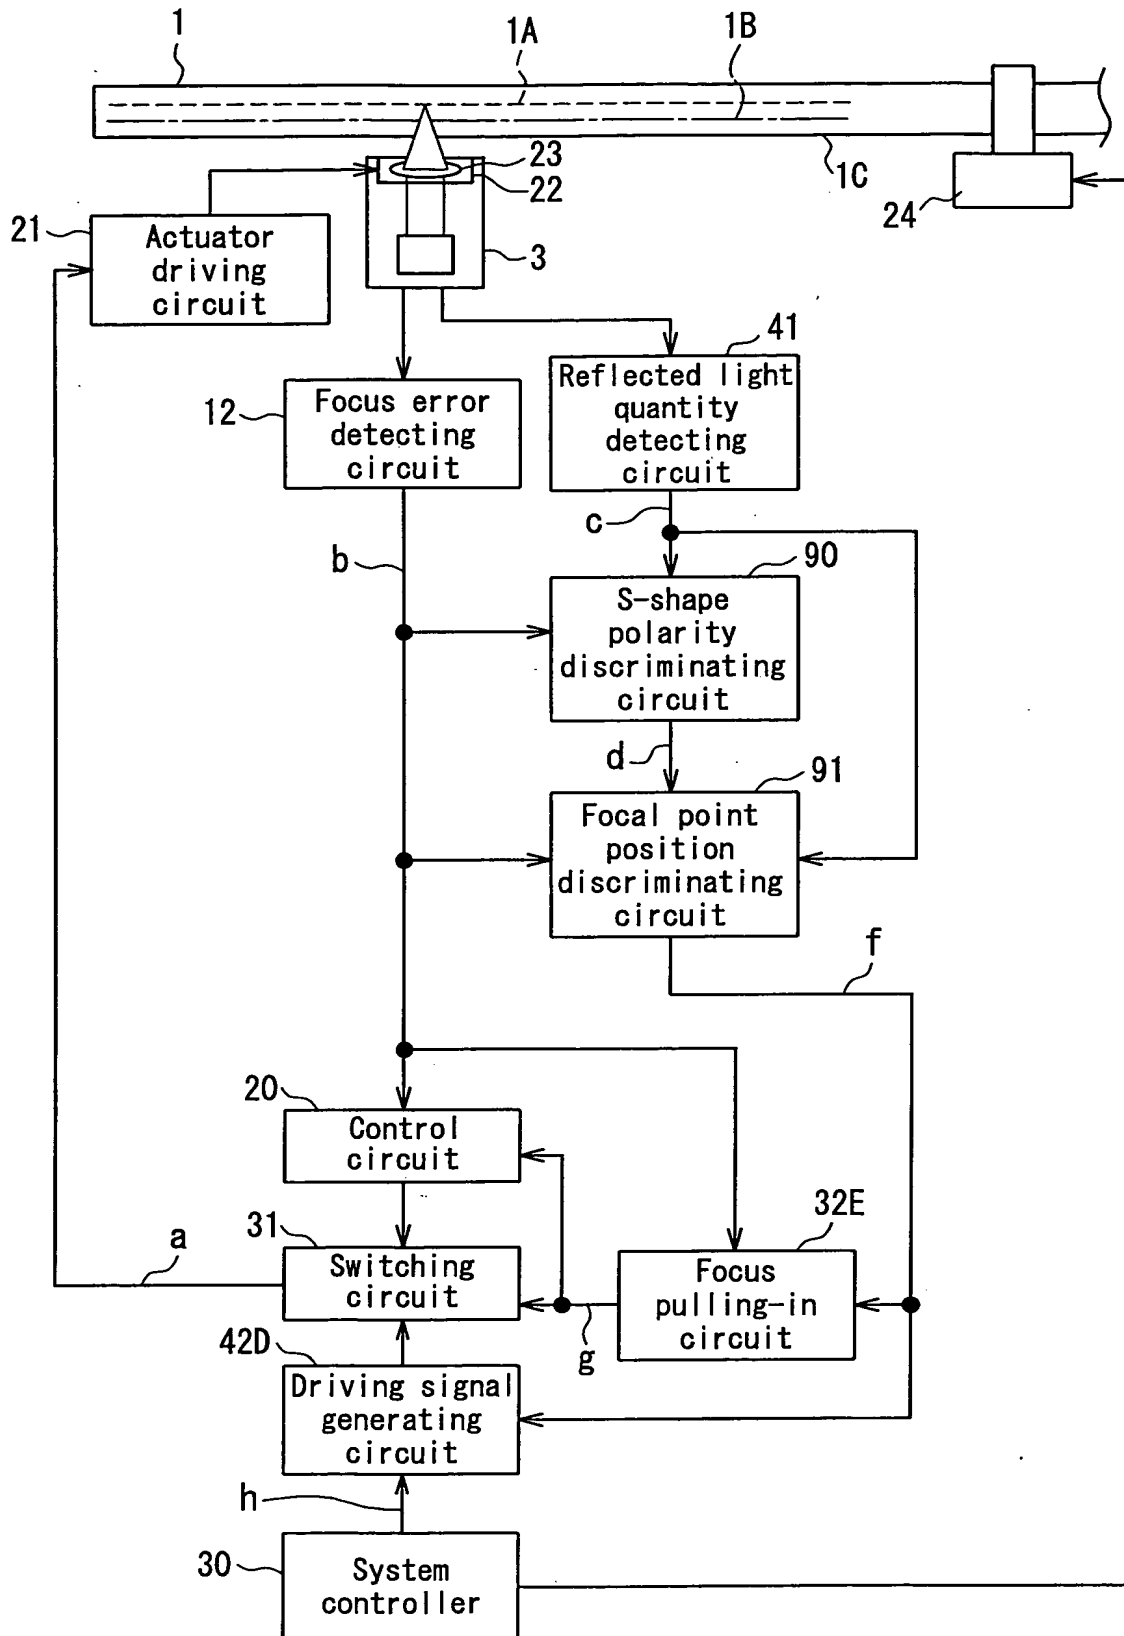 1
1A
1B
23
22
1C
24
21
Actuator
driving
circuit
3
41
12
Focus error
detecting
circuit
Reflected light
quantity
detecting
circuit
c
b
90
S-shape
polarity
discriminating
circuit
d
91
Focal point
position
discriminating
circuit
f
20
Control
circuit
32E
a
31
Switching
circuit
Focus
pulling-in
circuit
g
42D
Driving signal
generating
circuit
h
30
System
controller